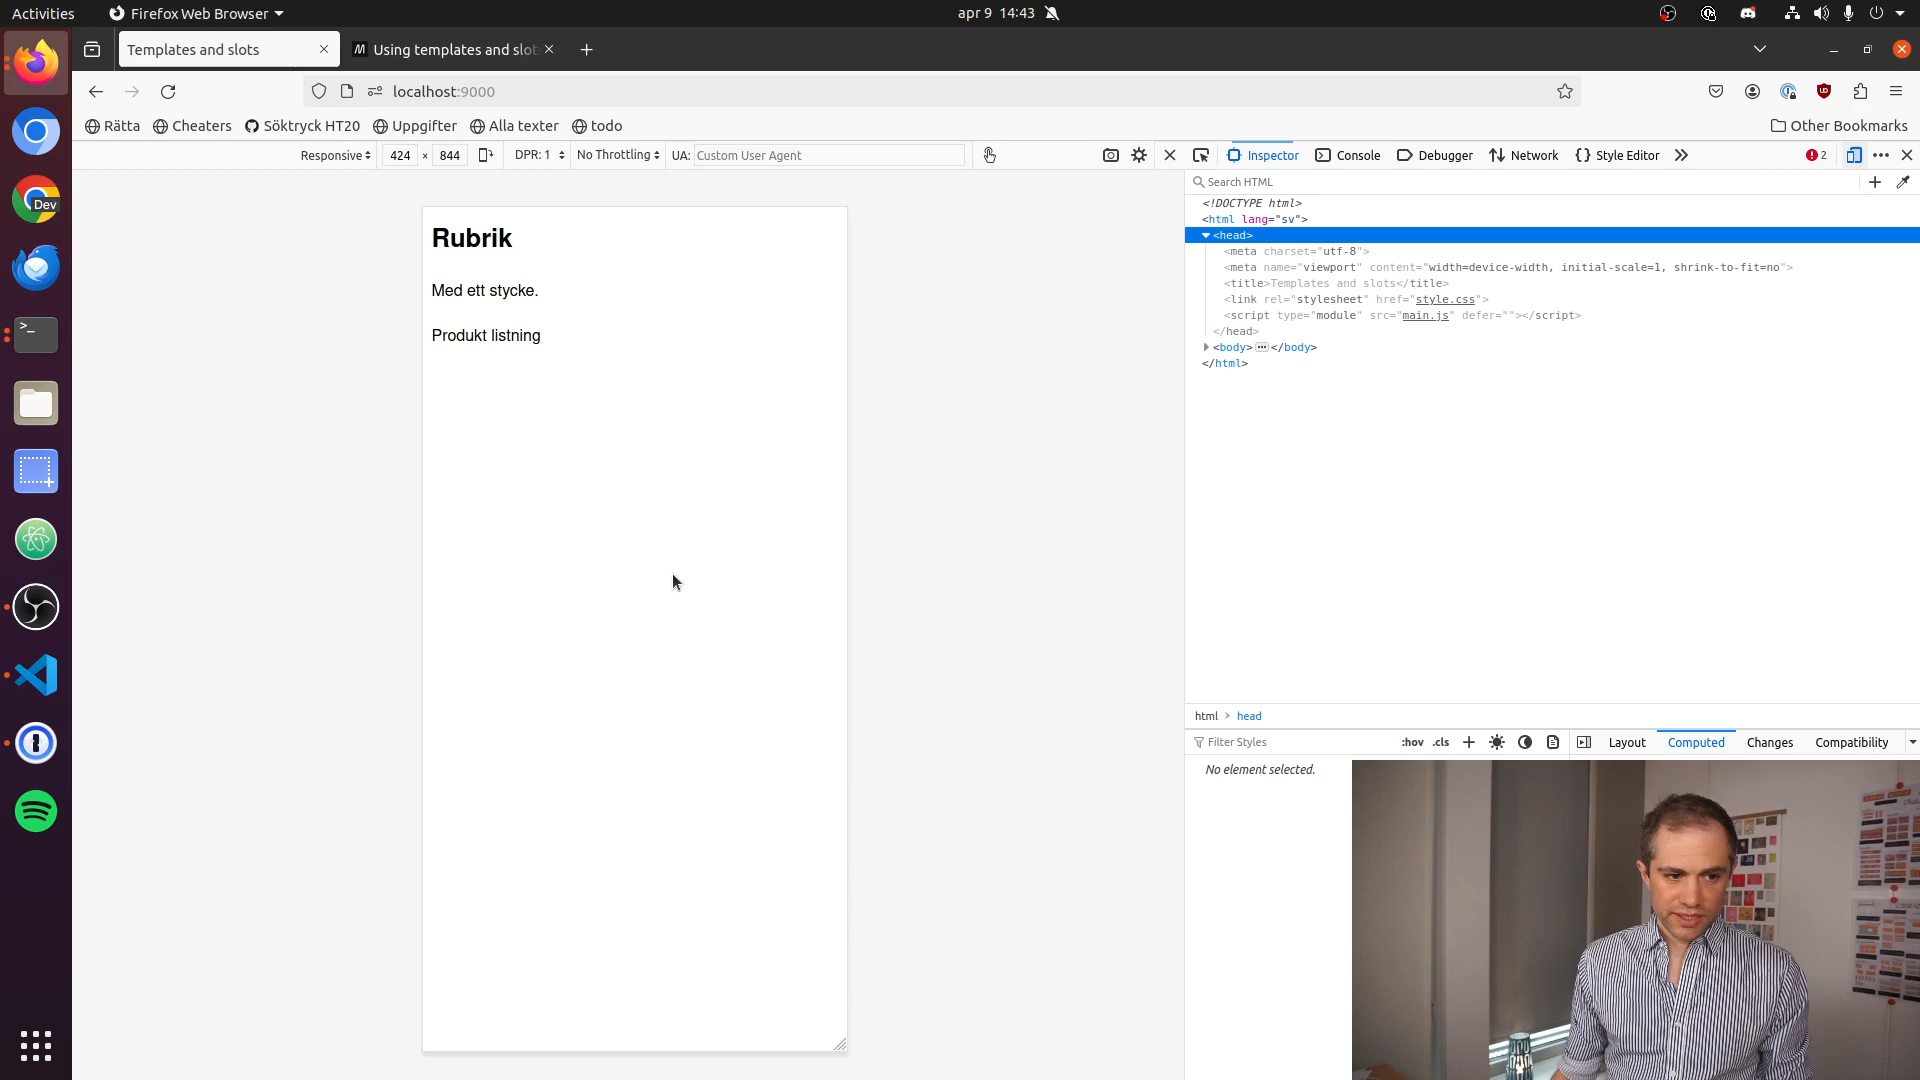 Activities
Firefox Web Browser
apr 9 14:43
Templates and slots
Using templates and slot
localhost:9000
Rätta
Cheaters
Söktryck HT20
Uppgifter
Alla texter
todo
Other Bookmarks
Responsive
424 × 844
DPR: 1
No Throttling
UA: Custom User Agent
Inspector
Console
Debugger
Network
{} Style Editor
2
Search HTML
<!DOCTYPE html>
<html lang="sv">
<head>
<meta charset="utf-8">
<meta name="viewport" content="width=device-width, initial-scale=1, shrink-to-fit=no">
<title>Templates and slots</title>
<link rel="stylesheet" href="style.css">
<script type="module" src="main.js" defer=""></script>
</head>
<body></body>
</html>
Dev
Rubrik
Med ett stycke.
Produkt listning
html > head
Filter Styles
:hov .cls
Layout
Computed
Changes
Compatibility
No element selected.